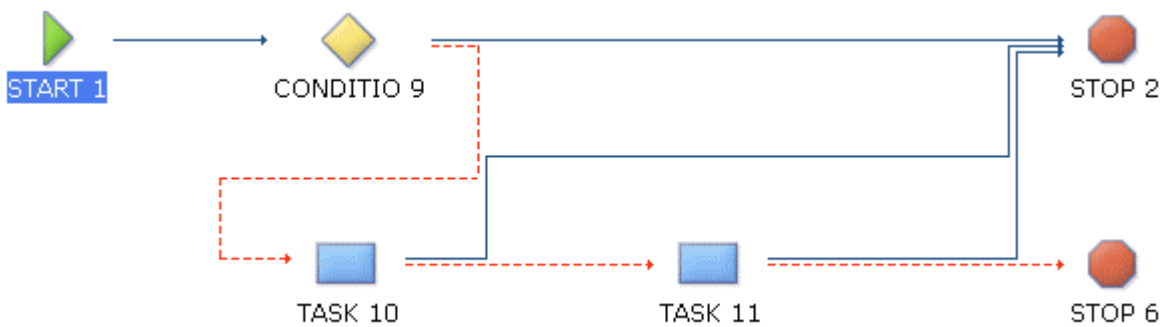 START 1
CONDITIO 9
STOP 2
TASK 10
TASK 11
STOP 6